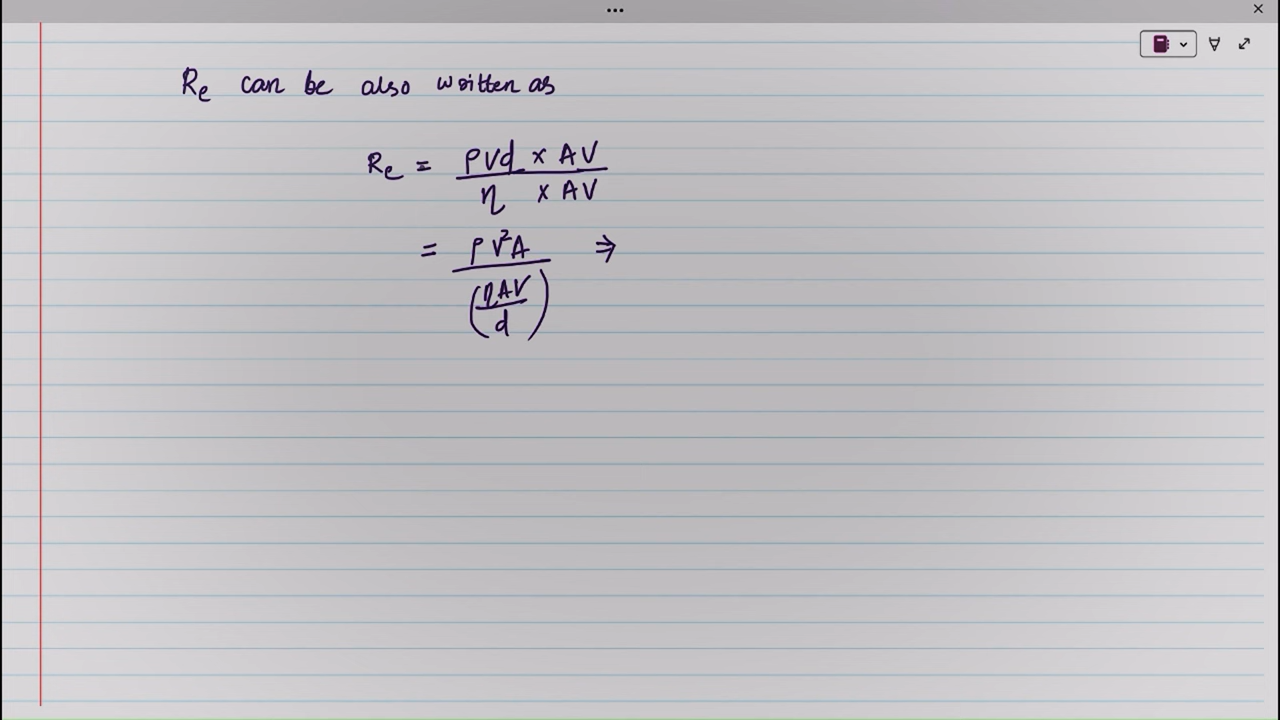 Re can be also written as
Re = ρVd × AV
η × AV
= ρV²A ⇒
(ηAV
d)